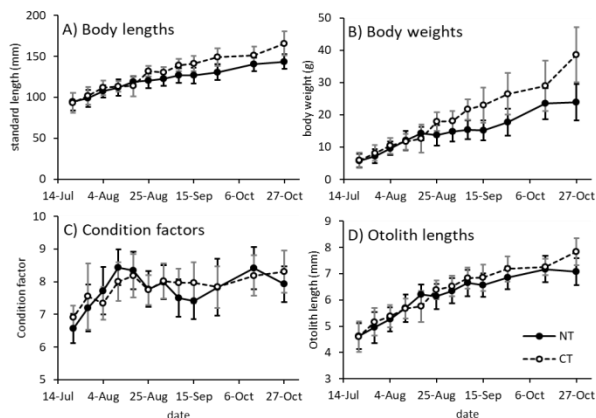 A) Body lengths
standard length (mm)
200
150
100
50
0
14-Jul 4-Aug 25-Aug 15-Sep 6-Oct 27-Oct
B) Body weights
body weight (g)
50
40
30
20
10
0
14-Jul 4-Aug 25-Aug 15-Sep 6-Oct 27-Oct
C) Condition factors
Condition factor
10
9
8
7
6
5
14-Jul 4-Aug 25-Aug 15-Sep 6-Oct 27-Oct
date
D) Otolith lengths
Otolith length (mm)
9
8
7
6
5
4
3
2
14-Jul 4-Aug 25-Aug 15-Sep 6-Oct 27-Oct
date
NT
CT